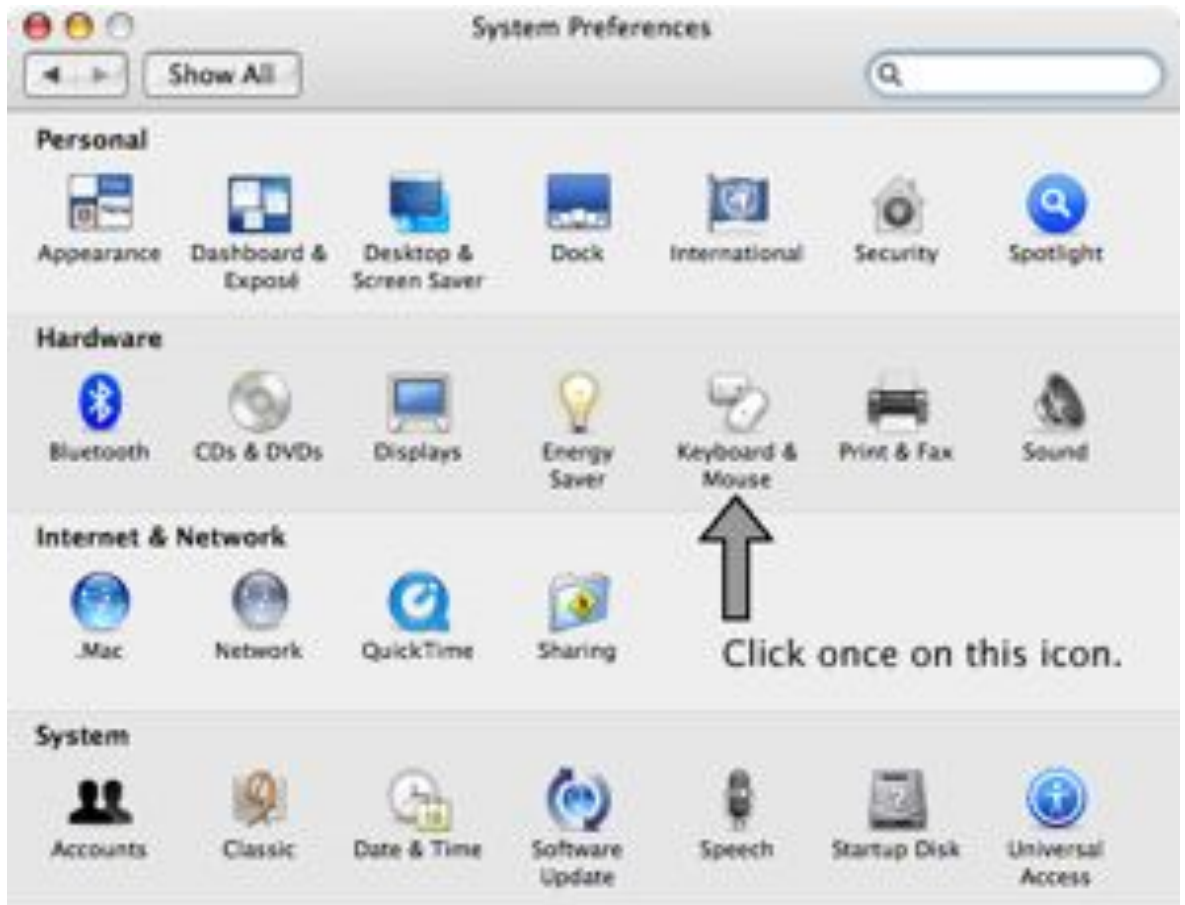 System Preferences
Show All
Personal
Appearance
Dashboard & Exposé
Desktop & Screen Saver
Dock
International
Security
Spotlight
Hardware
Bluetooth
CDs & DVDs
Displays
Energy Saver
Keyboard & Mouse
Print & Fax
Sound
Internet & Network
.Mac
Network
QuickTime
Sharing
Click once on this icon.
System
Accounts
Classic
Date & Time
Software Update
Speech
Startup Disk
Universal Access